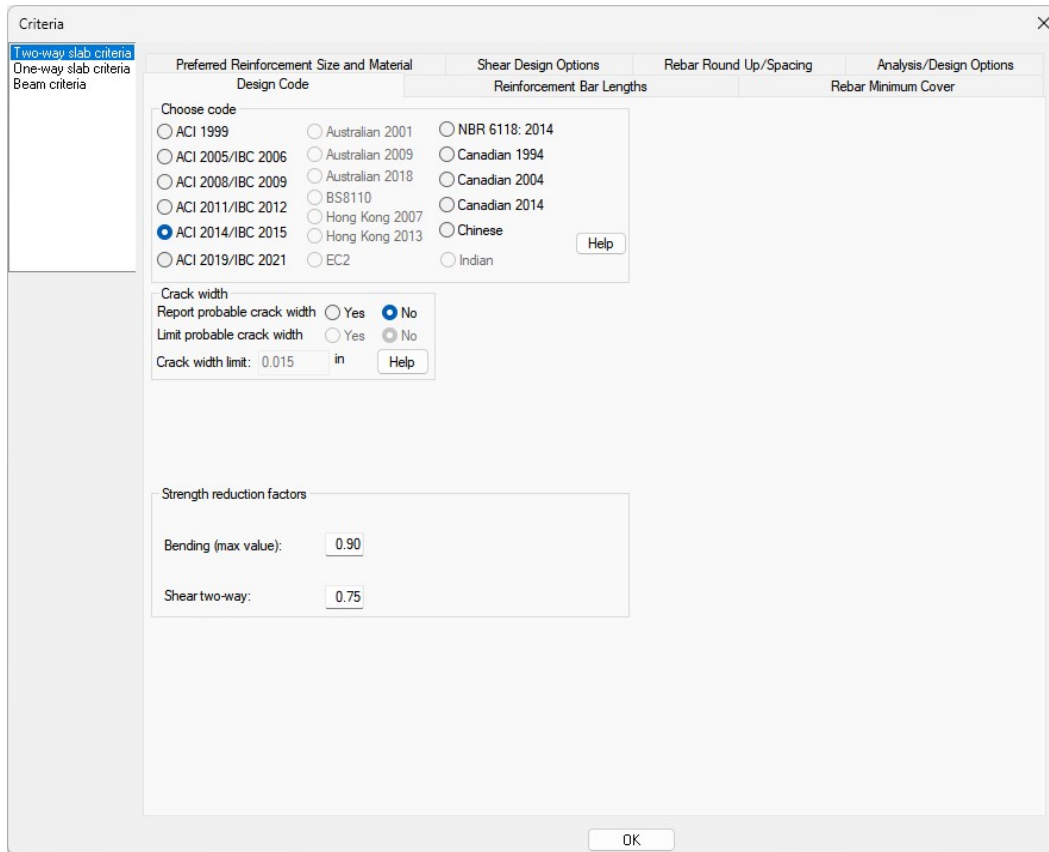 Criteria
Two-way slab criteria
One-way slab criteria
Beam criteria
Preferred Reinforcement Size and Material
Shear Design Options
Rebar Round Up/Spacing
Analysis/Design Options
Design Code
Reinforcement Bar Lengths
Rebar Minimum Cover
Choose code
ACI 1999
ACI 2005/IBC 2006
ACI 2008/IBC 2009
ACI 2011/IBC 2012
ACI 2014/IBC 2015
ACI 2019/IBC 2021
Australian 2001
Australian 2009
Australian 2018
BS8110
Hong Kong 2007
Hong Kong 2013
EC2
NBR 6118: 2014
Canadian 1994
Canadian 2004
Canadian 2014
Chinese
Indian
Help
Crack width
Report probable crack width Yes No
Limit probable crack width Yes No
Crack width limit: 0.015 in Help
Strength reduction factors
Bending (max value): 0.90
Shear two-way: 0.75
OK